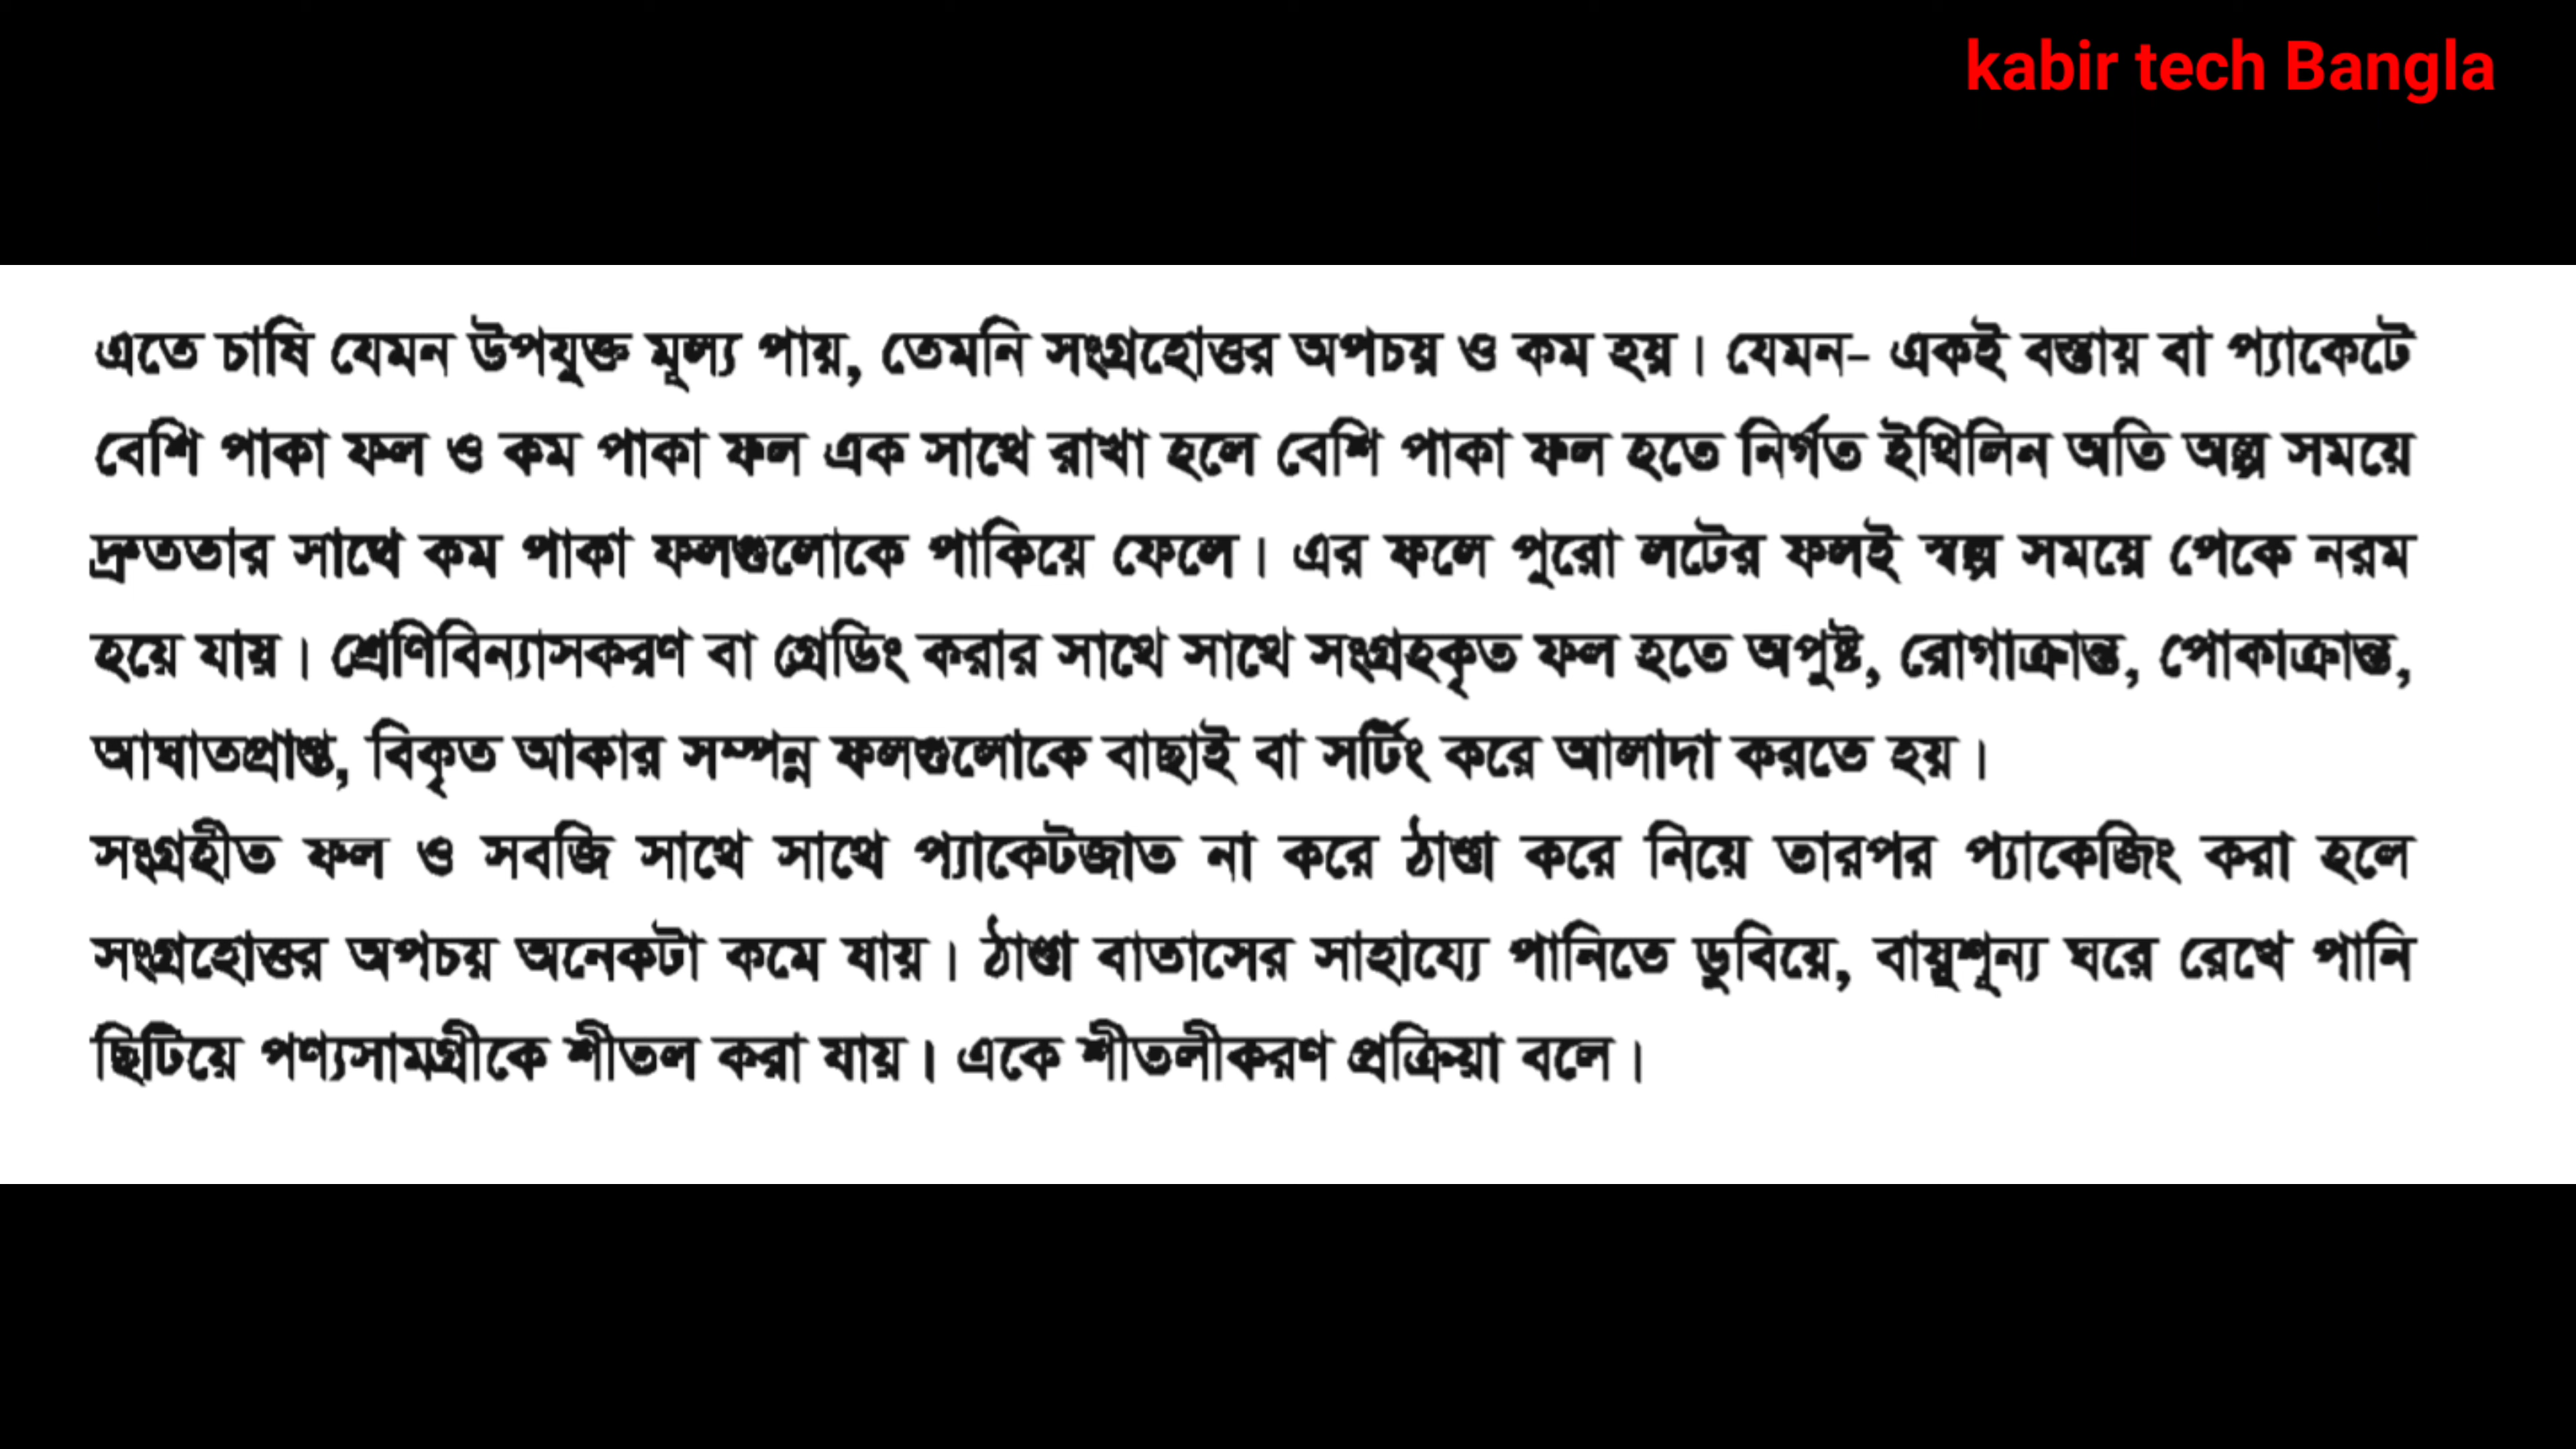 kabir tech Bangla
এতে চাষি যেমন উপযুক্ত মূল্য পায়, তেমনি সংগ্রহোত্তর অপচয় ও কম হয়। যেমন- একই বস্তায় বা প্যাকেটে
বেশি পাকা ফল ও কম পাকা ফল এক সাথে রাখা হলে বেশি পাকা ফল হতে নির্গত ইথিলিন অতি অল্প সময়ে
দ্রুততার সাথে কম পাকা ফলগুলোকে পাকিয়ে ফেলে। এর ফলে পুরো লটের ফলই স্বল্প সময়ে পেকে নরম
হয়ে যায়। শ্রেণিবিন্যাসকরণ বা গ্রেডিং করার সাথে সাথে সংগ্রহকৃত ফল হতে অপুষ্ট, রোগাক্রান্ত, পোকাক্রান্ত,
আঘাতপ্রাপ্ত, বিকৃত আকার সম্পন্ন ফলগুলোকে বাছাই বা সর্টিং করে আলাদা করতে হয়।
সংগ্রহীত ফল ও সবজি সাথে সাথে প্যাকেটজাত না করে ঠাণ্ডা করে নিয়ে তারপর প্যাকেজিং করা হলে
সংগ্রহোত্তর অপচয় অনেকটা কমে যায়। ঠাণ্ডা বাতাসের সাহায্যে পানিতে ডুবিয়ে, বায়ুশূন্য ঘরে রেখে পানি
ছিটিয়ে পণ্যসামগ্রীকে শীতল করা যায়। একে শীতলীকরণ প্রক্রিয়া বলে।